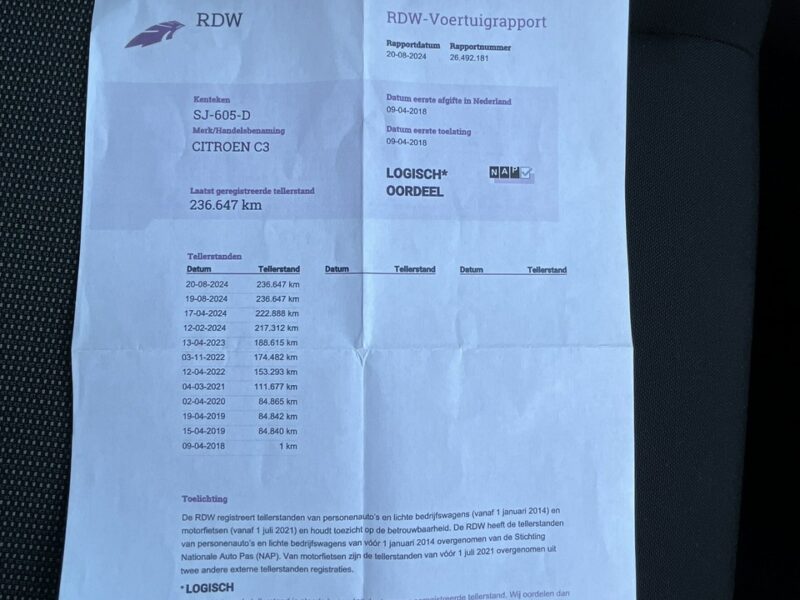 RDW
RDW-Voertuigrapport
Rapportdatum Rapportnummer
20-08-2024 26.492.181
Kenteken
SJ-605-D
Merk/Handelsbenaming
CITROEN C3
Laatst geregistreerde tellerstand
236.647 km
Datum eerste afgifte in Nederland
09-04-2018
Datum eerste toelating
09-04-2018
LOGISCH*
OORDEEL
NAP
Tellerstanden
Datum Tellerstand Datum Tellerstand Datum Tellerstand
20-08-2024 236.647 km
19-08-2024 236.647 km
17-04-2024 222.888 km
12-02-2024 217.312 km
13-04-2023 188.615 km
03-11-2022 174.482 km
12-04-2022 153.293 km
04-03-2021 111.677 km
02-04-2020 84.865 km
19-04-2019 84.842 km
15-04-2019 84.840 km
09-04-2018 1 km
Toelichting
De RDW registreert tellerstanden van personenauto's en lichte bedrijfswagens (vanaf 1 januari 2014) en
motorfietsen (vanaf 1 juli 2021) en houdt toezicht op de betrouwbaarheid. De RDW heeft de tellerstanden
van personenauto's en lichte bedrijfswagens van vóór 1 januari 2014 overgenomen van de Stichting
Nationale Auto Pas (NAP). Van motorfietsen zijn de tellerstanden van vóór 1 juli 2021 overgenomen uit
twee andere externe tellerstanden registraties.
*LOGISCH
tellerstand. Wij oordelen dan